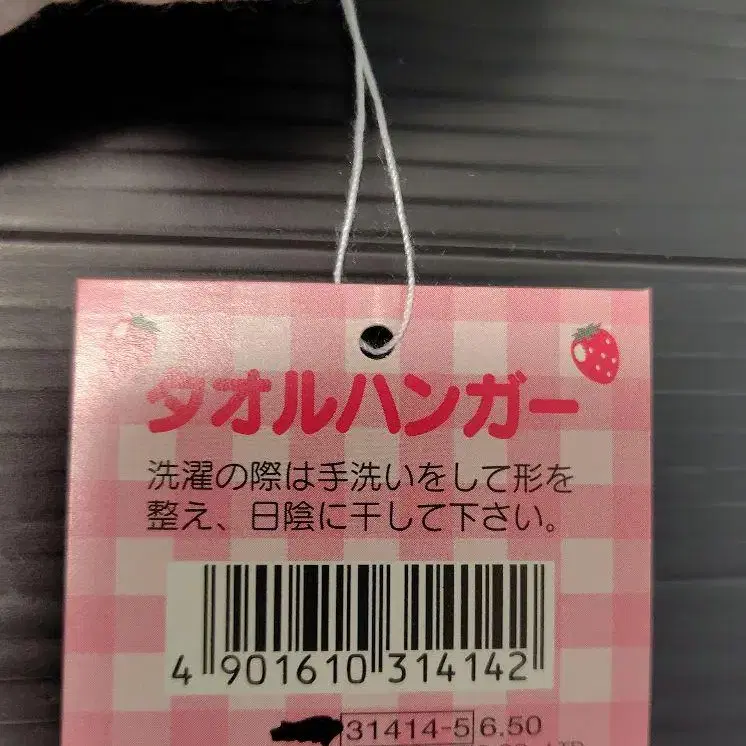 タオルハンガー
洗濯の際は手洗いをして形を
整え、日陰に干して下さい。
4 901610 314142
31414-5 6.50